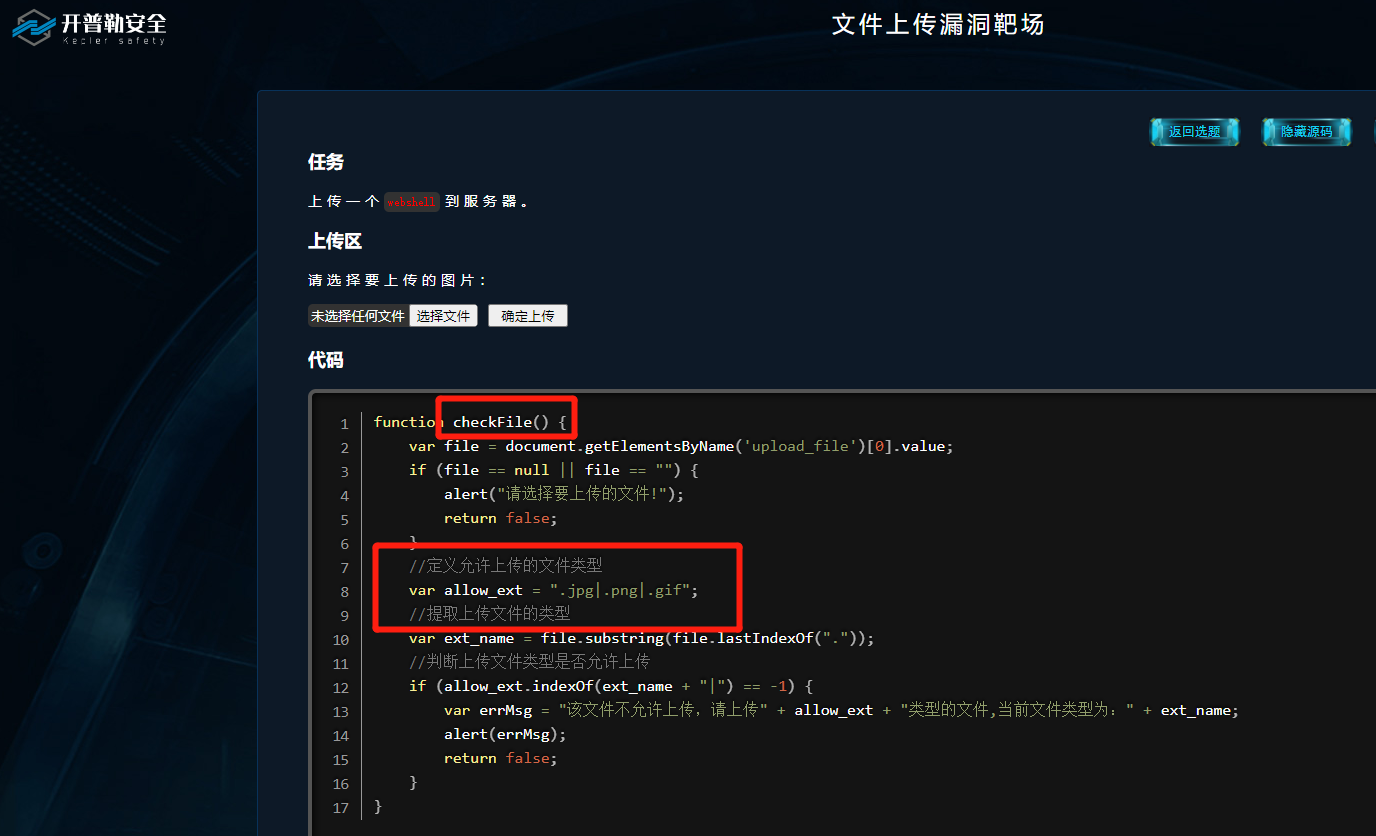 开普勒安全
Kepler safety
文件上传漏洞靶场
返回选题
隐藏源码
任务
上传一个 webshell 到服务器。
上传区
请选择要上传的图片：
未选择任何文件 选择文件 确定上传
代码
1 function checkFile() {
2 var file = document.getElementsByName('upload_file')[0].value;
3 if (file == null || file == "") {
4 alert("请选择要上传的文件!");
5 return false;
6 }
7 //定义允许上传的文件类型
8 var allow_ext = ".jpg|.png|.gif";
9 //提取上传文件的类型
10 var ext_name = file.substring(file.lastIndexOf("."));
11 //判断上传文件类型是否允许上传
12 if (allow_ext.indexOf(ext_name + "|") == -1) {
13 var errMsg = "该文件不允许上传，请上传" + allow_ext + "类型的文件,当前文件类型为：" + ext_name;
14 alert(errMsg);
15 return false;
16 }
17 }